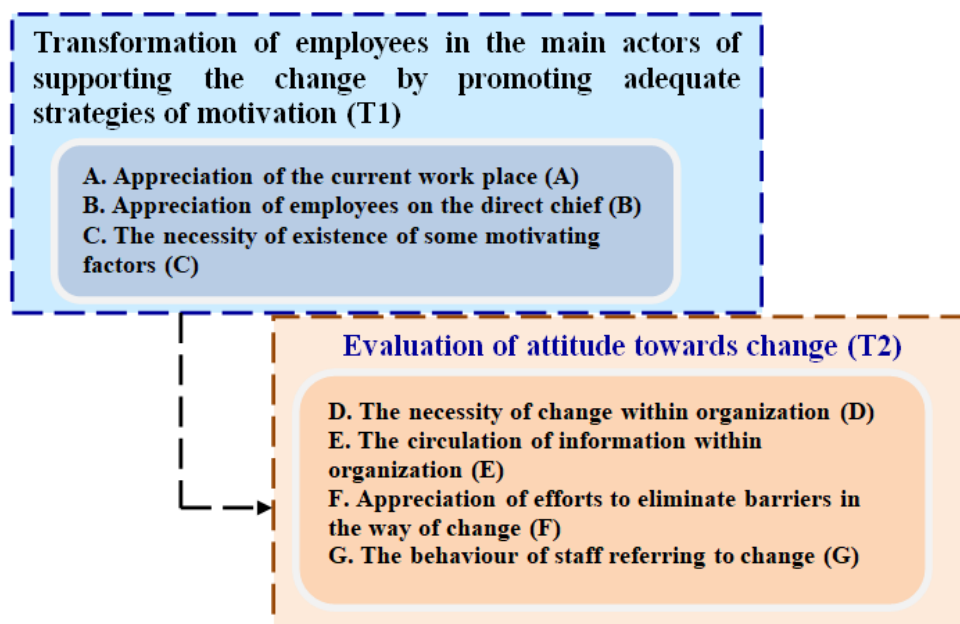 Transformation of employees in the main actors of
supporting the change by promoting adequate
strategies of motivation (T1)
A. Appreciation of the current work place (A)
B. Appreciation of employees on the direct chief (B)
C. The necessity of existence of some motivating
factors (C)
Evaluation of attitude towards change (T2)
D. The necessity of change within organization (D)
E. The circulation of information within
organization (E)
F. Appreciation of efforts to eliminate barriers in
the way of change (F)
G. The behaviour of staff referring to change (G)